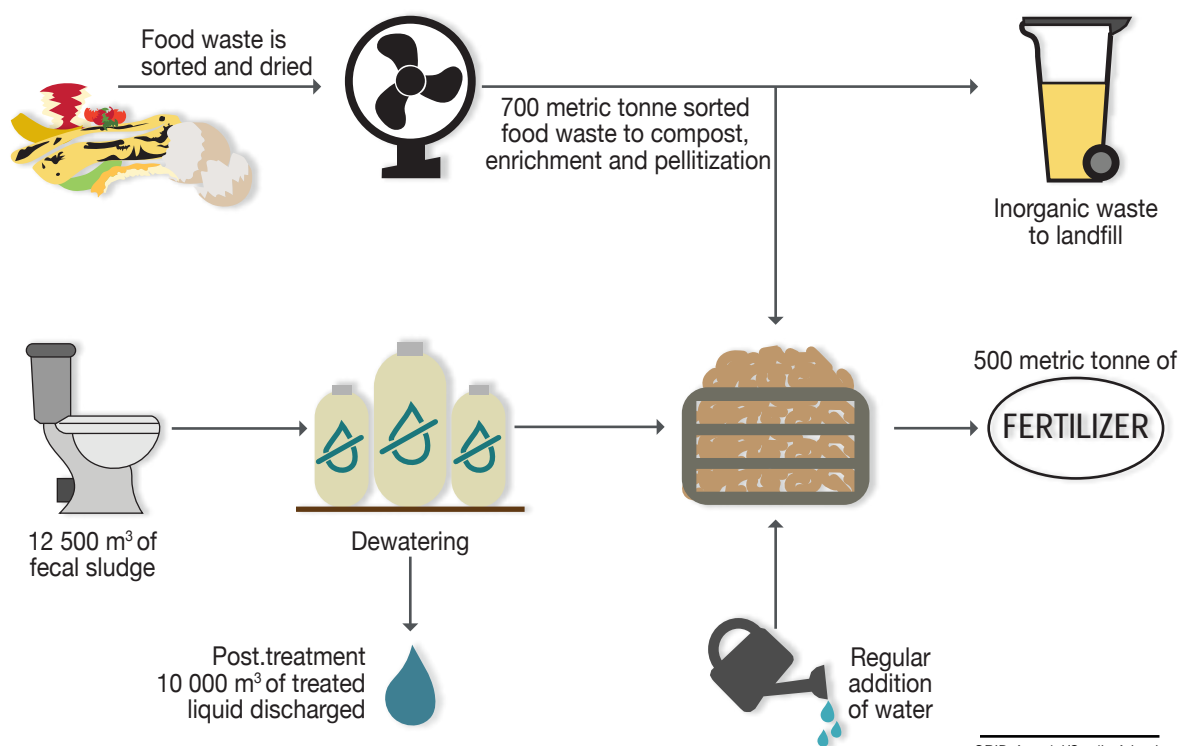 Food waste is
sorted and dried
700 metric tonne sorted
food waste to compost,
enrichment and pellitization
Inorganic waste
to landfill
12 500 m³ of
fecal sludge
Dewatering
500 metric tonne of
FERTILIZER
Post.treatment
10 000 m³ of treated
liquid discharged
Regular
addition
of water